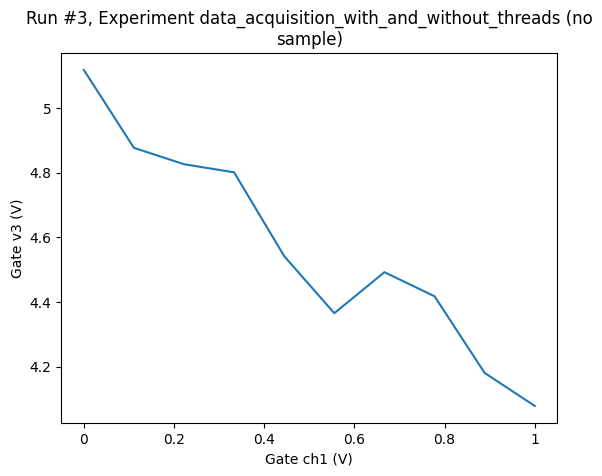 Run #3, Experiment data_acquisition_with_and_without_threads (no
sample)
5
4.8
4.6
4.4
4.2
Gate v3 (V)
0
0.2
0.4
0.6
0.8
1
Gate ch1 (V)